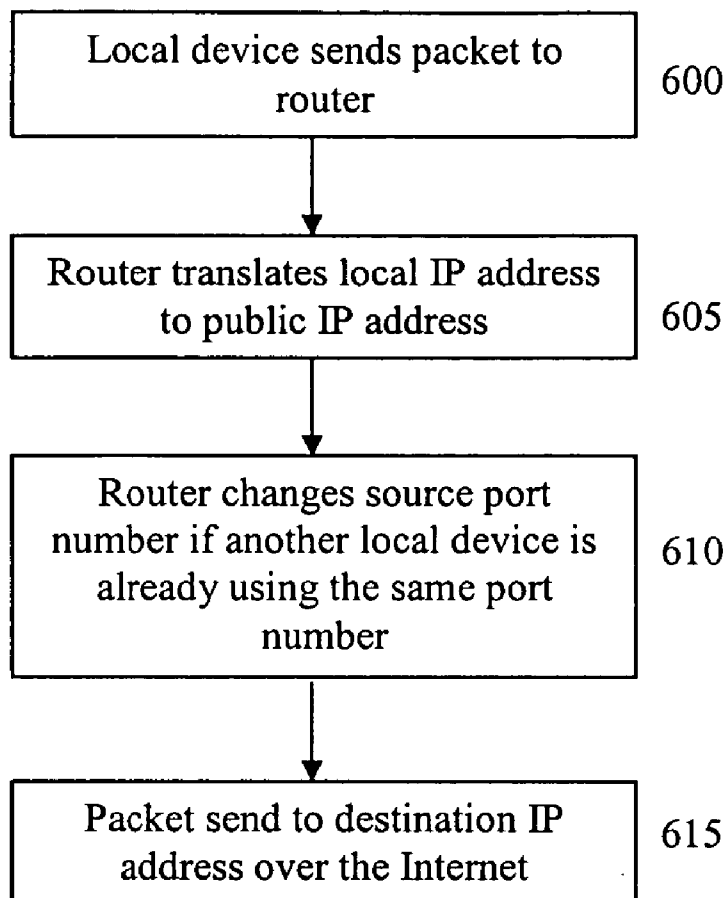 Local device sends packet to
router
600
Router translates local IP address
to public IP address
605
Router changes source port
number if another local device is
already using the same port
number
610
Packet send to destination IP
address over the Internet
615